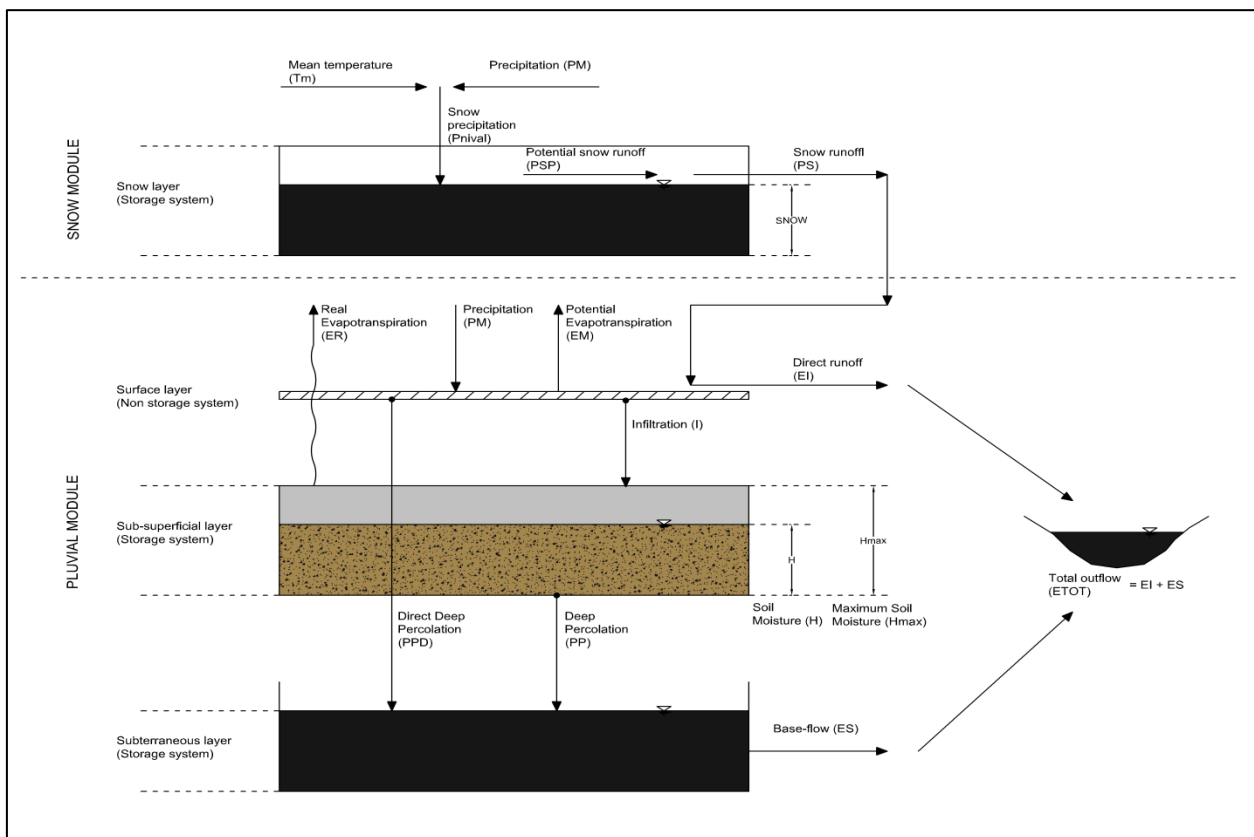 Mean temperature
(Tm)
Precipitation (PM)
Snow
precipitation
(Pnival)
Potential snow runoff
(PSP)
Snow runoffl
(PS)
SNOW MODULE
Snow layer
(Storage system)
SNOW
Real
Evapotranspiration
(ER)
Precipitation
(PM)
Potential
Evapotranspiration
(EM)
Direct runoff
(EI)
Surface layer
(Non storage system)
Infiltration (I)
PLUVIAL MODULE
Sub-superficial layer
(Storage system)
H
Hmax
Total outflow
(ETOT)
= EI + ES
Soil
Moisture (H)
Maximum Soil
Moisture (Hmax)
Direct Deep
Percolation
(PPD)
Deep
Percolation
(PP)
Subterraneous layer
(Storage system)
Base-flow (ES)